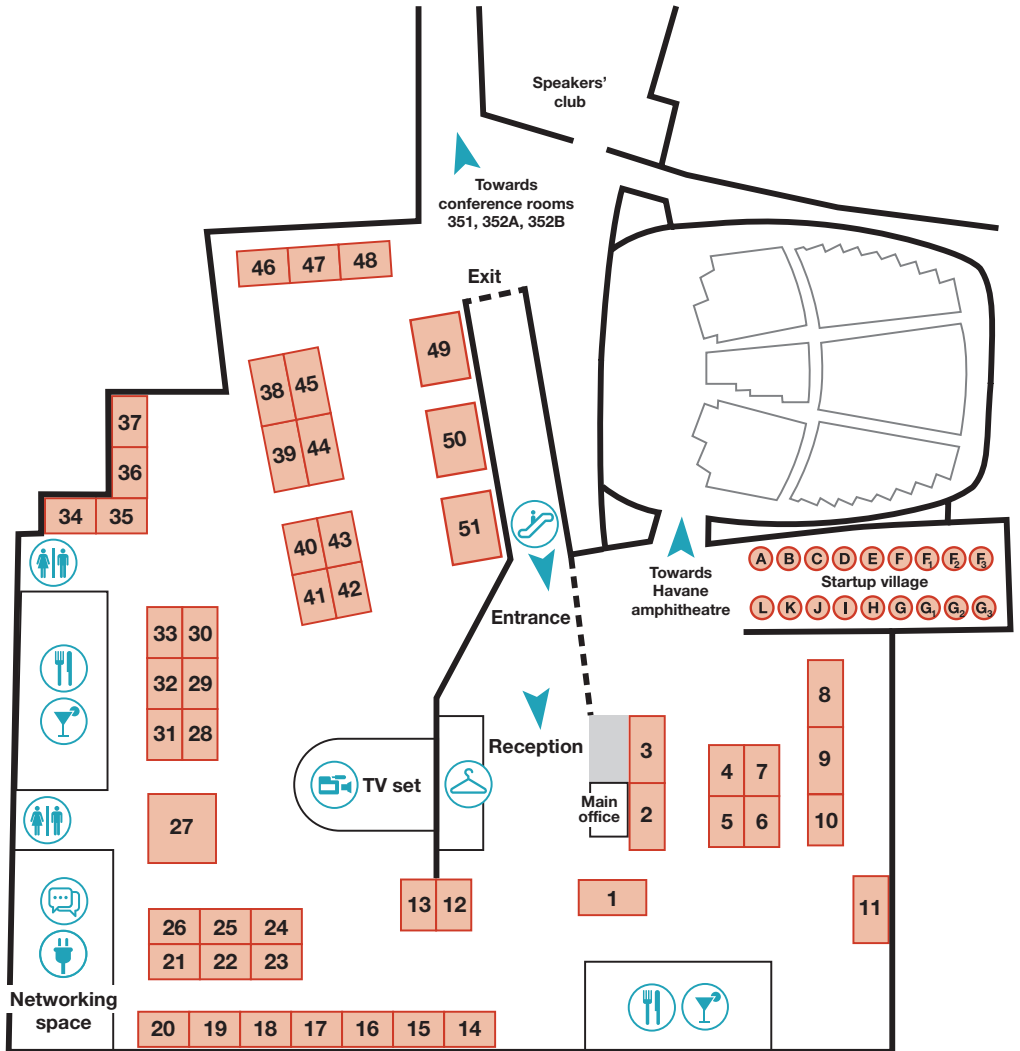 Speakers’
club
Towards
conference rooms
351, 352A, 352B
46 47 48
Exit
49
38 45
37
50
39 44
36
34 35
51
40 43
41 42
Entrance
Towards
Havane
amphitheatre
A B C D E F F1 F2 F3
Startup village
L K J I H G G1 G2 G3
33 30
32 29
31 28
8
Reception
3
4 7
9
TV set
Main
office
2
5 6
10
27
13 12
1
11
26 25 24
21 22 23
Networking
space
20 19 18 17 16 15 14